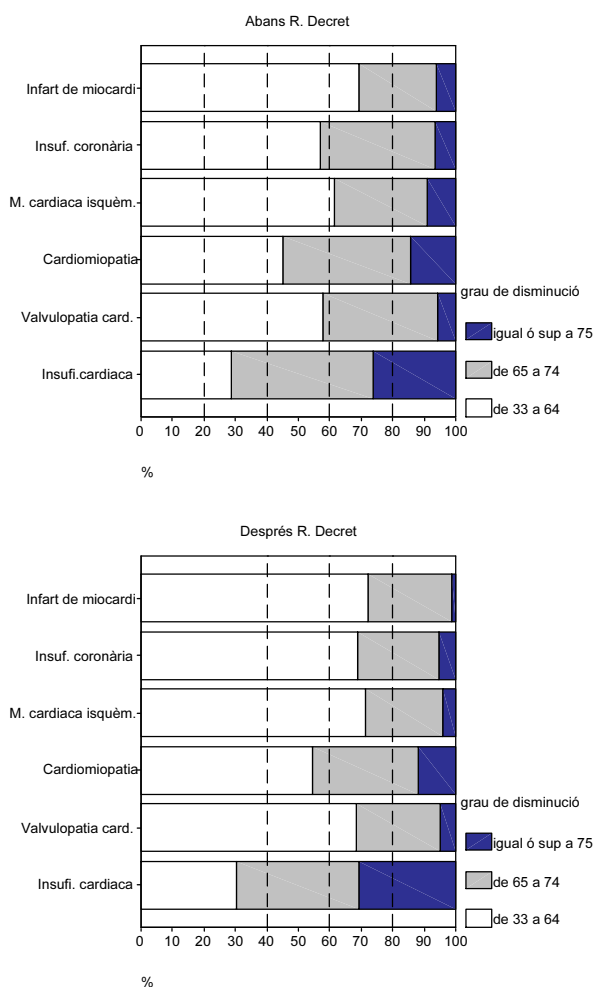 Abans R. Decret
Infart de miocardi
Insuf. coronària
M. cardiaca isquèm.
Cardiomiopatia
Valvulopatia card.
Insufi.cardiaca
grau de disminució
igual ó sup a 75
de 65 a 74
de 33 a 64
0 10 20 30 40 50 60 70 80 90 100
%
Després R. Decret
Infart de miocardi
Insuf. coronària
M. cardiaca isquèm.
Cardiomiopatia
Valvulopatia card.
Insufi. cardiaca
grau de disminució
igual ó sup a 75
de 65 a 74
de 33 a 64
0 10 20 30 40 50 60 70 80 90 100
%